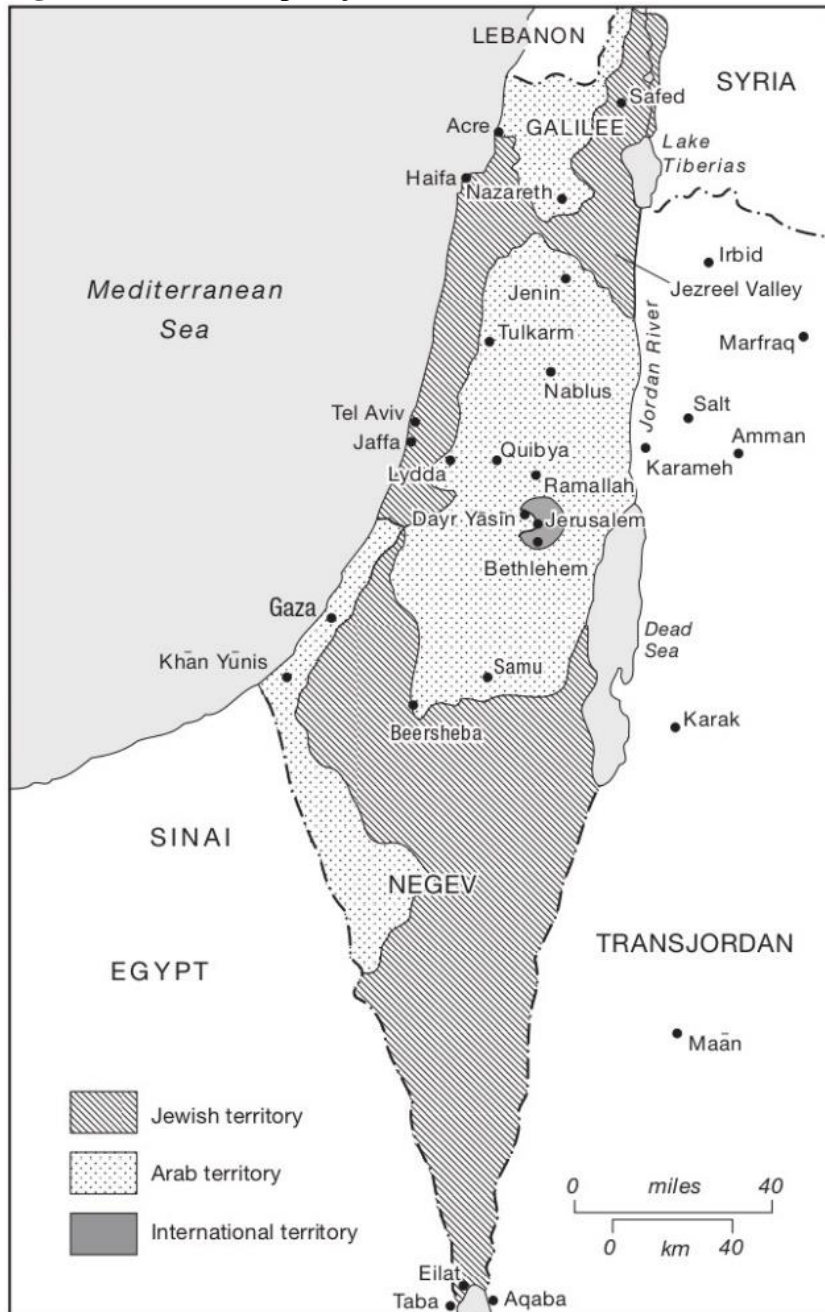 LEBANON
SYRIA
Safed
Acre
GALILEE
Lake
Tiberias
Haifa
Nazareth
Irbid
Mediterranean
Sea
Jenin
Jezreel Valley
Tulkarm
Jordan River
Marfraq
Nablus
Salt
Tel Aviv
Jaffa
Amman
Quibya
Lydda
Karameh
Ramallah
Dayr Yāsīn
Jerusalem
Bethlehem
Gaza
Dead
Sea
Khān Yūnis
Samu
Beersheba
Karak
SINAI
NEGEV
TRANSJORDAN
EGYPT
Maān
Jewish territory
Arab territory
0 miles 40
International territory
0 km 40
Eilat
Taba
Aqaba